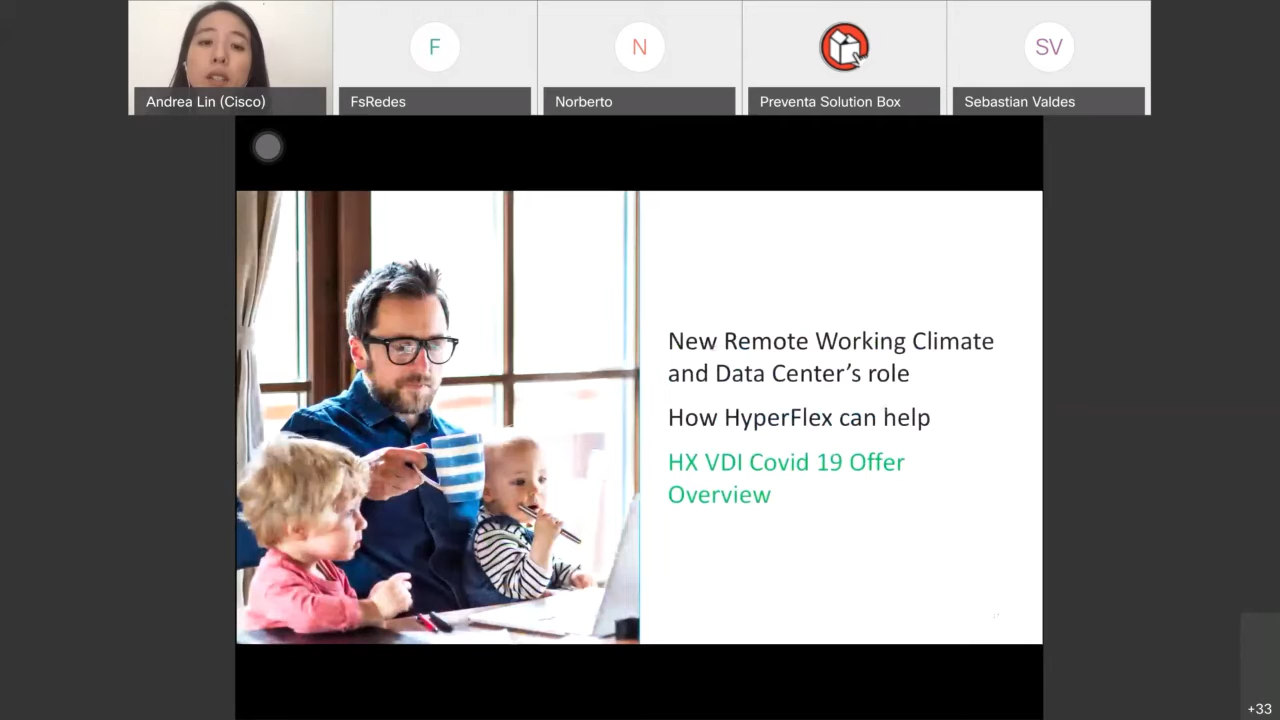 Andrea Lin (Cisco)
F
FsRedes
N
Norberto
Preventa Solution Box
SV
Sebastian Valdes
New Remote Working Climate
and Data Center's role
How HyperFlex can help
HX VDI Covid 19 Offer
Overview
+33